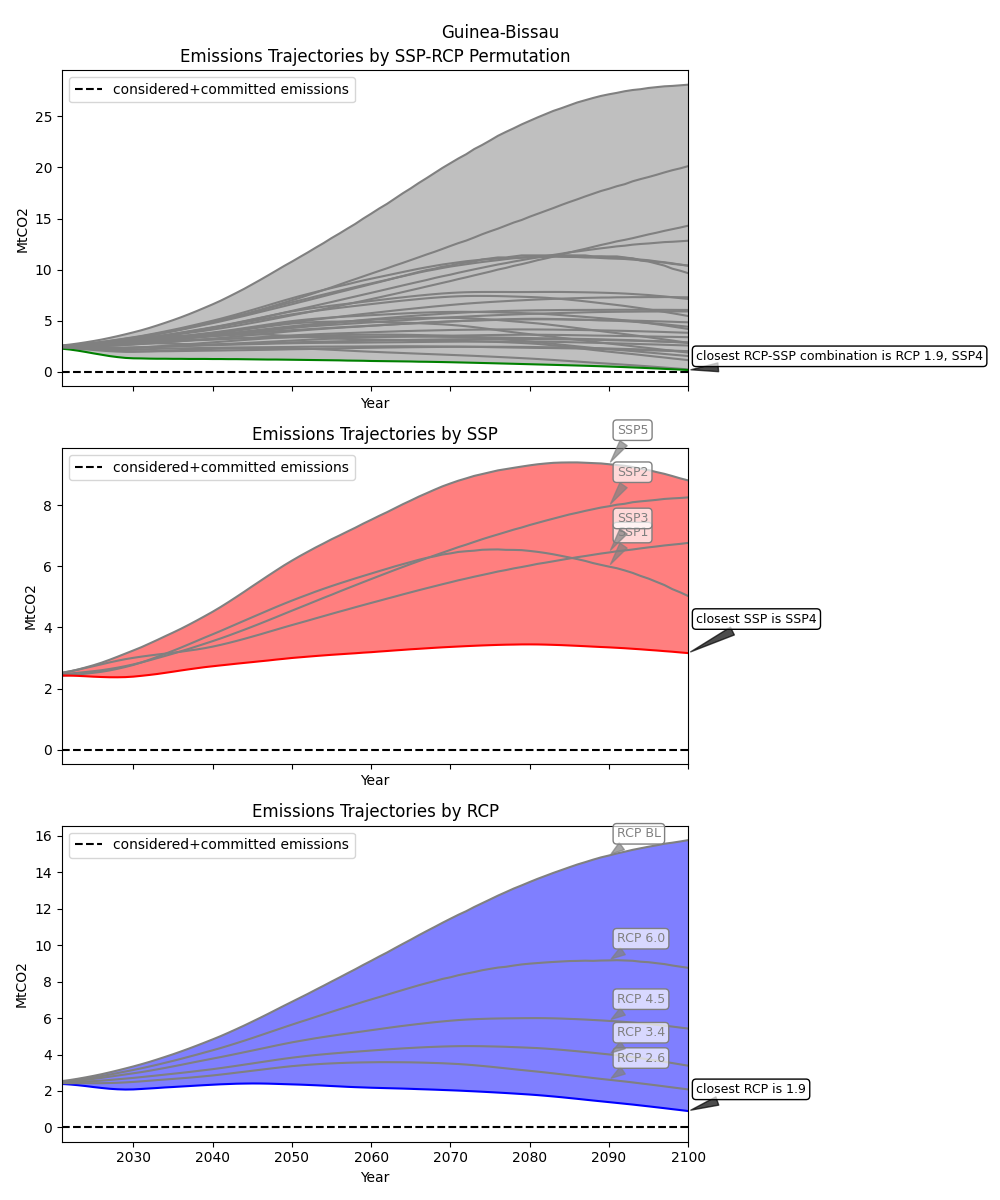 Guinea-Bissau
Emissions Trajectories by SSP-RCP Permutation
considered+committed emissions
25
20
15
10
5
0
MtCO2
closest RCP-SSP combination is RCP 1.9, SSP4
Year
Emissions Trajectories by SSP
considered+committed emissions
SSP5
SSP2
SSP3
SSP1
8
6
4
2
0
MtCO2
closest SSP is SSP4
Year
Emissions Trajectories by RCP
considered+committed emissions
RCP BL
RCP 6.0
RCP 4.5
RCP 3.4
RCP 2.6
closest RCP is 1.9
16
14
12
10
8
6
4
2
0
MtCO2
2030 2040 2050 2060 2070 2080 2090 2100
Year